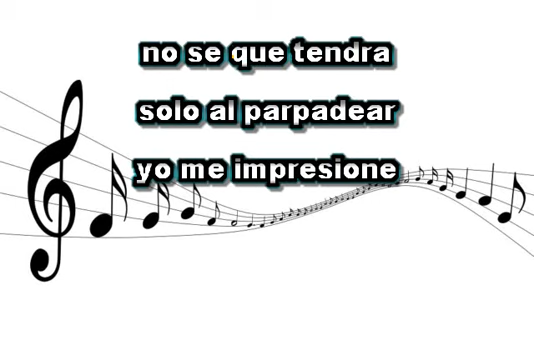 no se que tendra
solo al parpadear
yo me impresione